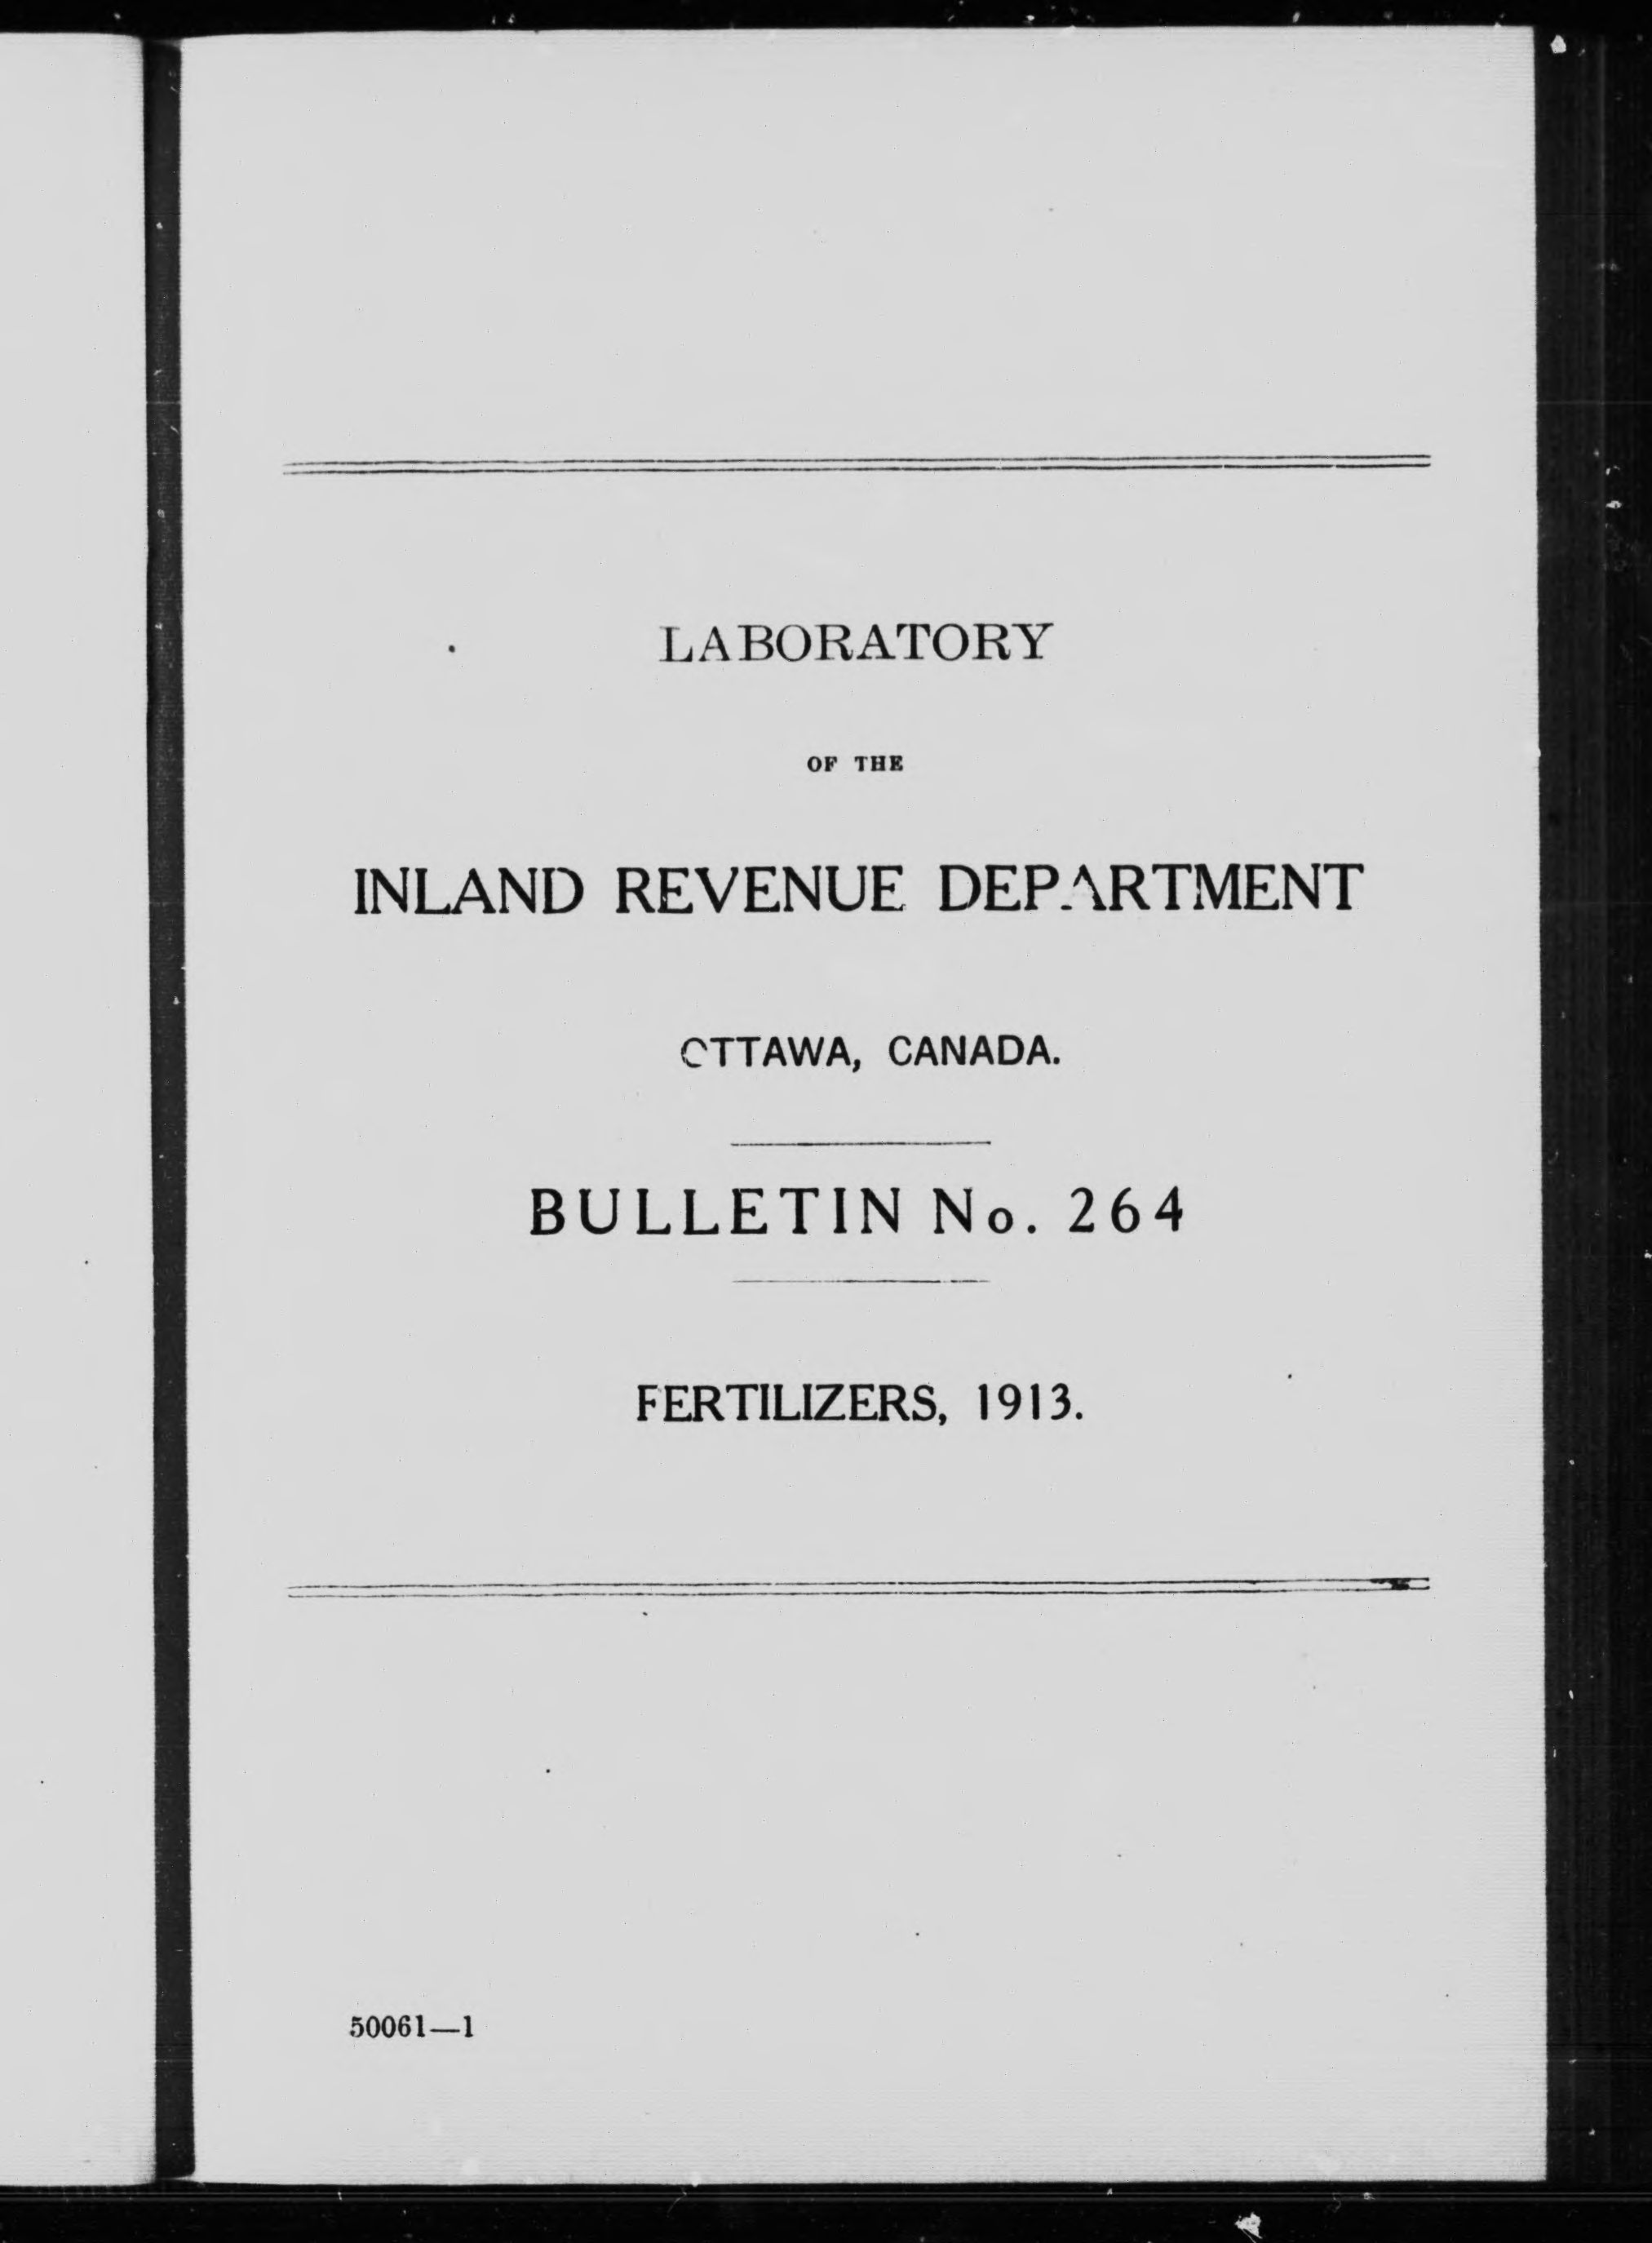 LABORATORY
OF THE
INLAND REVENUE DEPARTMENT
OTTAWA, CANADA.
BULLETIN No. 264
FERTILIZERS, 1913.
50061—1